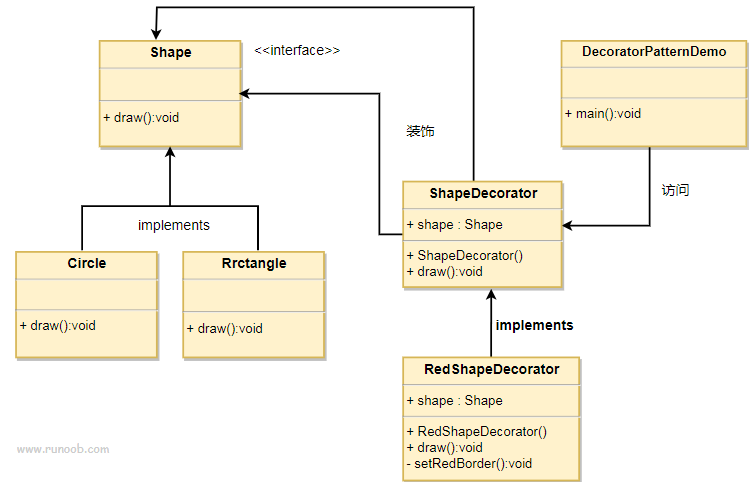 Shape
+ draw():void
<<interface>>
DecoratorPatternDemo
+ main():void
装饰
访问
implements
Circle
+ draw():void
Rrctangle
+ draw():void
ShapeDecorator
+ shape : Shape
+ ShapeDecorator()
+ draw():void
implements
RedShapeDecorator
+ shape : Shape
+ RedShapeDecorator()
+ draw():void
- setRedBorder():void
www.runoob.com